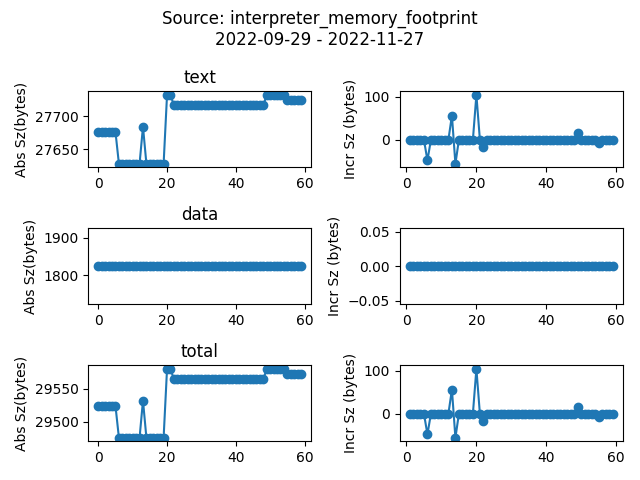 Source: interpreter_memory_footprint
2022-09-29 - 2022-11-27
text
Abs Sz(bytes)
27700
27650
0 20 40 60
Incr Sz (bytes)
100
0
0 20 40 60
data
Abs Sz(bytes)
1900
1800
0 20 40 60
Incr Sz (bytes)
0.05
0.00
−0.05
0 20 40 60
total
Abs Sz(bytes)
29550
29500
0 20 40 60
Incr Sz (bytes)
100
0
0 20 40 60